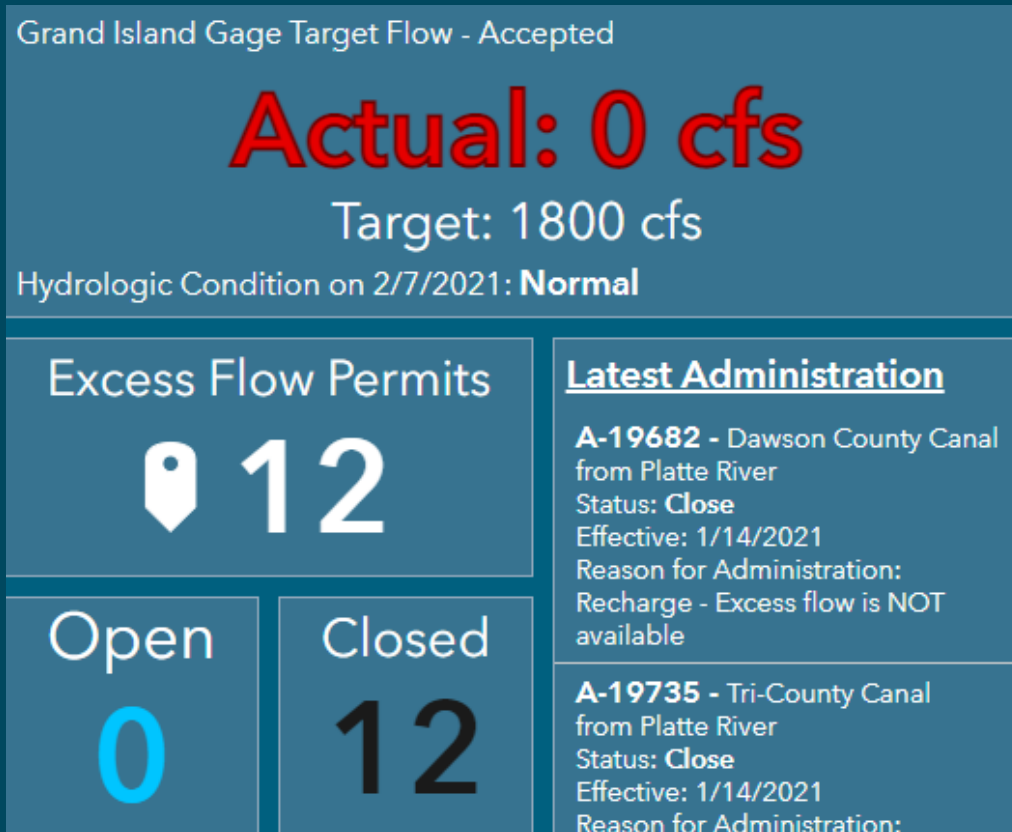 Grand Island Gage Target Flow - Accepted
Actual: 0 cfs
Target: 1800 cfs
Hydrologic Condition on 2/7/2021: Normal
Excess Flow Permits
12
Open
0
Closed
12
Latest Administration
A-19682 - Dawson County Canal
from Platte River
Status: Close
Effective: 1/14/2021
Reason for Administration:
Recharge - Excess flow is NOT
available
A-19735 - Tri-County Canal
from Platte River
Status: Close
Effective: 1/14/2021
Reason for Administration: